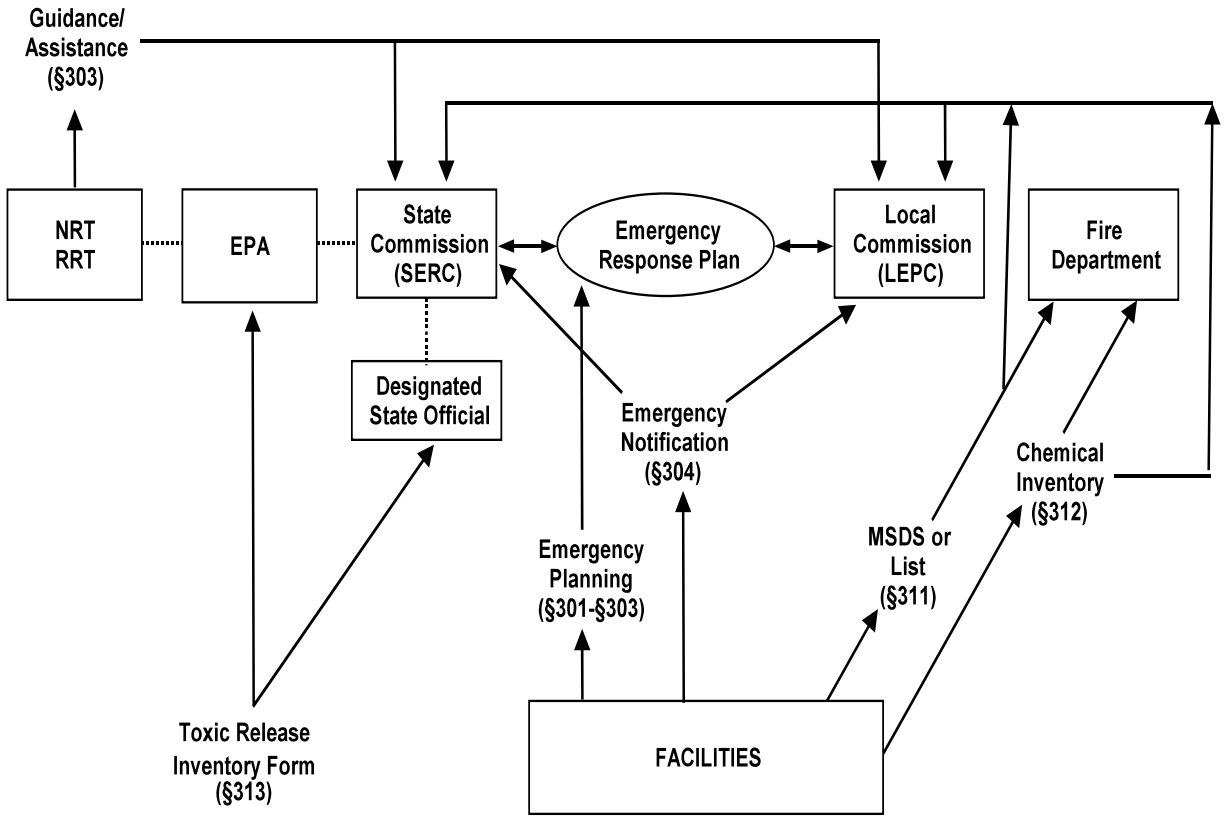 Guidance/
Assistance
(§303)
NRT
RRT
EPA
State
Commission
(SERC)
Emergency
Response Plan
Local
Commission
(LEPC)
Fire
Department
Designated
State Official
Emergency
Notification
(§304)
Chemical
Inventory
(§312)
MSDS or
List
(§311)
Emergency
Planning
(§301-§303)
Toxic Release
Inventory Form
(§313)
FACILITIES